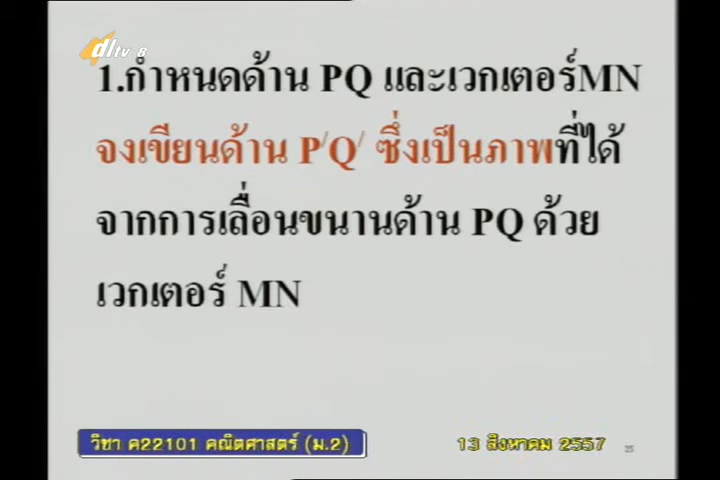 dltv 8
1.กำหนดด้าน PQ และเวกเตอร์MN
จงเขียนด้าน P/Q/ ซึ่งเป็นภาพที่ได้
จากการเลื่อนขนานด้าน PQ ด้วย
เวกเตอร์ MN
วิชา ค22101 คณิตศาสตร์ (ม.2)
13 สิงหาคม 2557
25